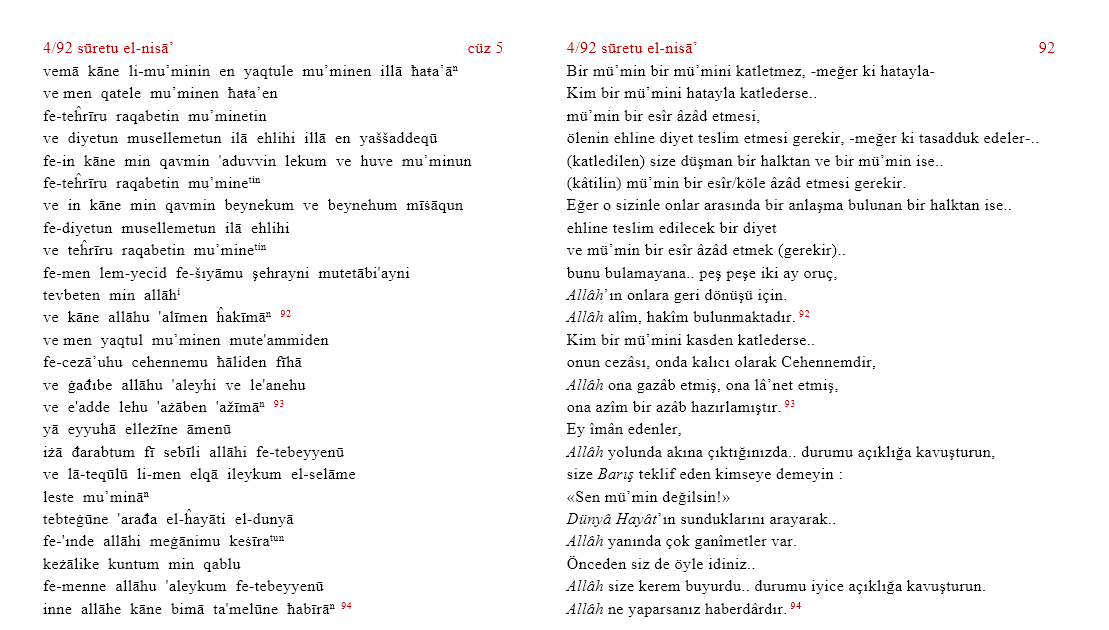 4/92 sūretu el-nisā’ cüz 5
vemā kāne li-mu’minin en yaqtule mu’minen illā ħaŧa’āⁿ
ve men qatele mu’minen ħaŧa’en
fe-teĥrīru raqabetin mu’minetin
ve diyetun musellemetun ilā ehlihi illā en yaššaddeqū
fe-in kāne min qavmin 'aduvvin lekum ve huve mu’minun
fe-teĥrīru raqabetin mu’mineᵗⁱⁿ
ve in kāne min qavmin beynekum ve beynehum mīŝāqun
fe-diyetun musellemetun ilā ehlihi
ve teĥrīru raqabetin mu’mineᵗⁱⁿ
fe-men lem-yecid fe-šıyāmu şehrayni mutetābi'ayni
tevbeten min allāhⁱ
ve kāne allāhu 'alīmen ĥakīmāⁿ 92
ve men yaqtul mu’minen mute'ammiden
fe-cezā’uhu cehennemu ħāliden fīhā
ve ġađıbe allāhu 'aleyhi ve le'anehu
ve e'adde lehu 'ażāben 'ažīmāⁿ 93
yā eyyuhā elleżīne āmenū
iżā đarabtum fī sebīli allāhi fe-tebeyyenū
ve lā-teqūlū li-men elqā ileykum el-selāme
leste mu’mināⁿ
tebteġūne 'arađa el-ĥayāti el-dunyā
fe-'ınde allāhi meġānimu keŝīraᵗᵘⁿ
keżālike kuntum min qablu
fe-menne allāhu 'aleykum fe-tebeyyenū
inne allāhe kāne bimā ta'melūne ħabīrāⁿ 94
4/92 sūretu el-nisā’ 92
Bir mü’min bir mü’mini katletmez, -meğer ki hatayla-
Kim bir mü’mini hatayla katlederse..
mü’min bir esîr âzâd etmesi,
ölenin ehline diyet teslim etmesi gerekir, -meğer ki tasadduk edeler-..
(katledilen) size düşman bir halktan ve bir mü’min ise..
(kâtilin) mü’min bir esîr/köle âzâd etmesi gerekir.
Eğer o sizinle onlar arasında bir anlaşma bulunan bir halktan ise..
ehline teslim edilecek bir diyet
ve mü’min bir esîr âzâd etmek (gerekir)..
bunu bulamayana.. peş peşe iki ay oruç,
Allâh’ın onlara geri dönüşü için.
Allâh alîm, hakîm bulunmaktadır. 92
Kim bir mü’mini kasden katlederse..
onun cezâsı, onda kalıcı olarak Cehennemdir,
Allâh ona gazâb etmiş, ona lâ’net etmiş,
ona azîm bir azâb hazırlamıştır. 93
Ey îmân edenler,
Allâh yolunda akına çıktığınızda.. durumu açıklığa kavuşturun,
size Barış teklif eden kimseye demeyin :
«Sen mü’min değilsin!»
Dünyâ Hayât’ın sunduklarını arayarak..
Allâh yanında çok ganîmetler var.
Önceden siz de öyle idiniz..
Allâh size kerem buyurdu.. durumu iyice açıklığa kavuşturun.
Allâh ne yaparsanız haberdârdır. 94